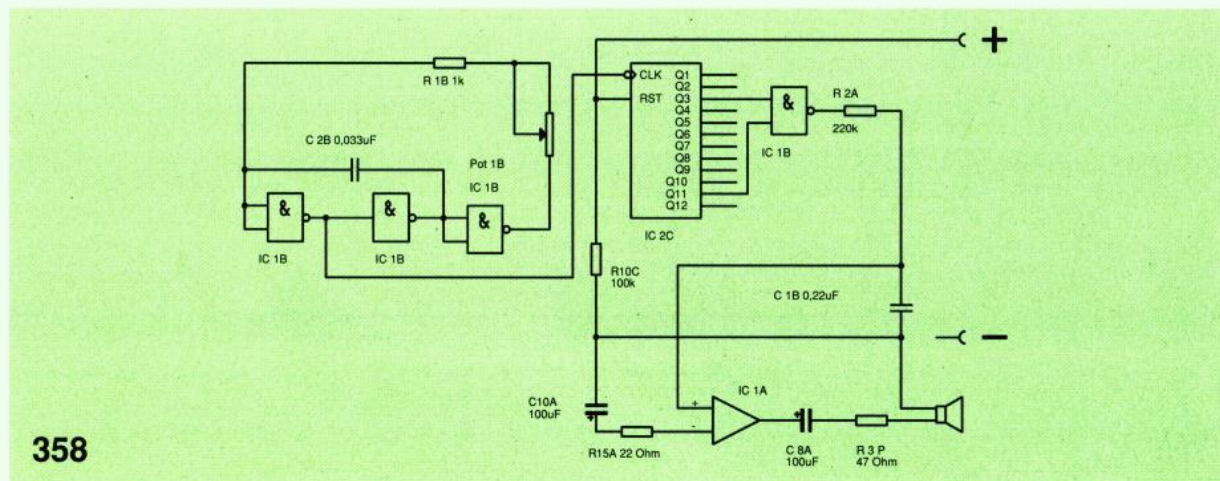 +
R 1B 1k
CLK
RST
Q1
Q2
Q3
Q4
Q5
Q6
Q7
Q8
Q9
Q10
Q11
Q12
&
R 2A
220k
IC 1B
C 2B 0,033uF
Pot 1B
IC 1B
&
&
&
IC 1B
IC 1B
IC 2C
R10C
100k
C 1B 0,22uF
−
IC 1A
C10A
100uF
+
+
-
+
R15A 22 Ohm
C 8A
100uF
R 3 P
47 Ohm
358